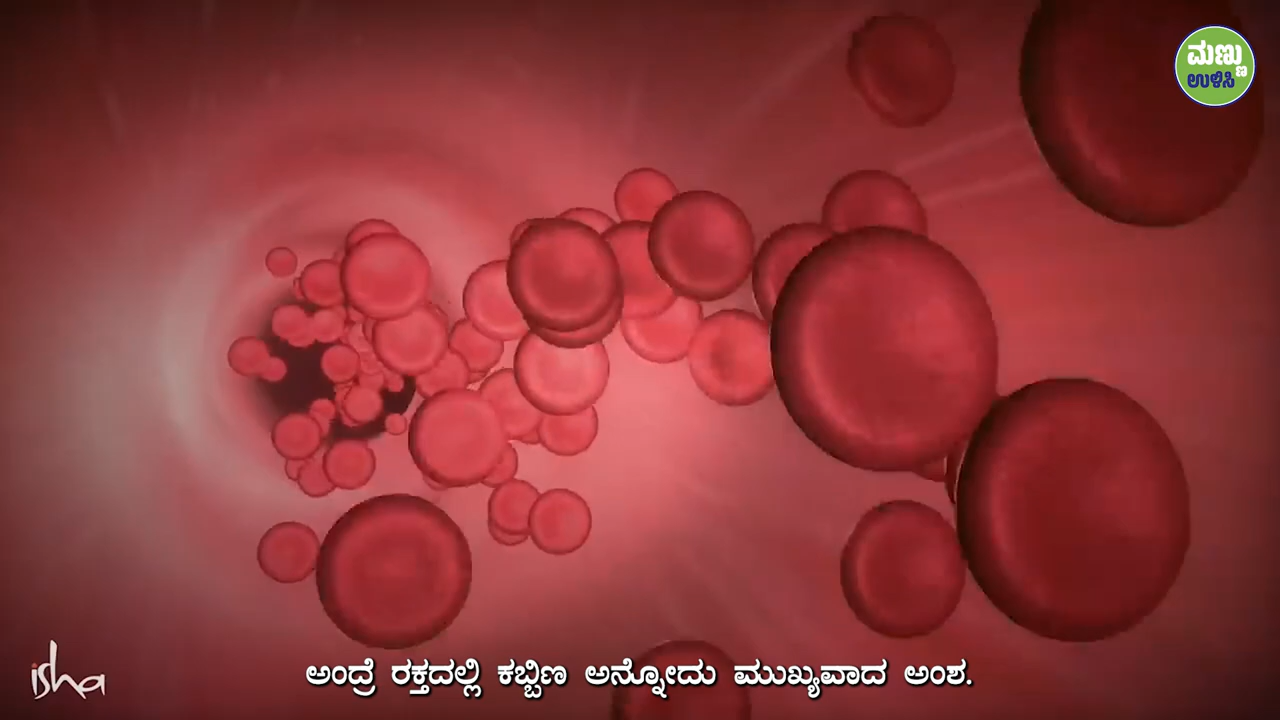 ಮಣ್ಣು
ಉಳಿಸಿ
isha
ಅಂದ್ರೆ ರಕ್ತದಲ್ಲಿ ಕಬ್ಬಿಣ ಅನ್ನೋದು ಮುಖ್ಯವಾದ ಅಂಶ.